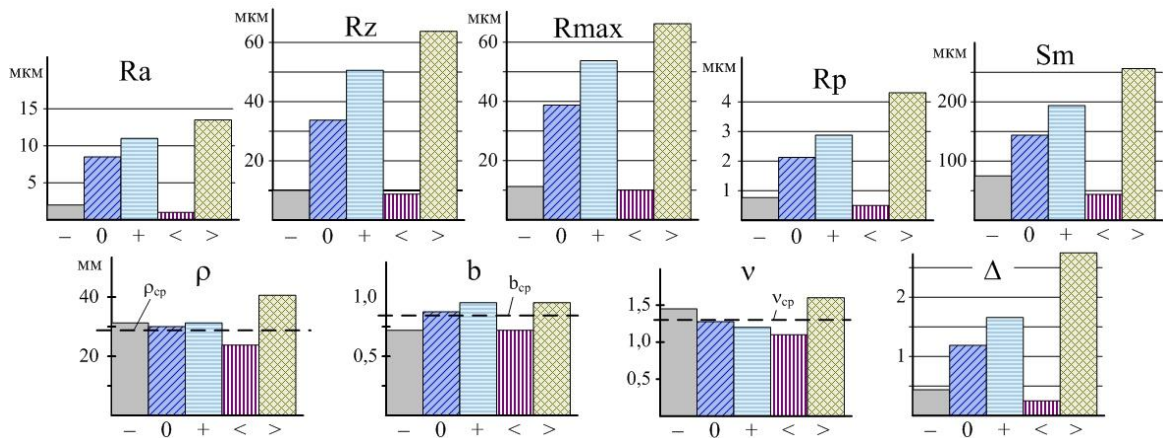 мкм Ra
15
10
5
– 0 + < >
мкм Rz
60
40
20
– 0 + < >
мкм Rmax
60
40
20
– 0 + < >
мкм Rp
4
3
2
1
– 0 + < >
мкм Sm
200
100
– 0 + < >
мм ρ
40
ρср
20
– 0 + < >
b
1,0
bср
0,5
– 0 + < >
ν
1,5
νср
1,0
0,5
– 0 + < >
Δ
2
1
– 0 + < >